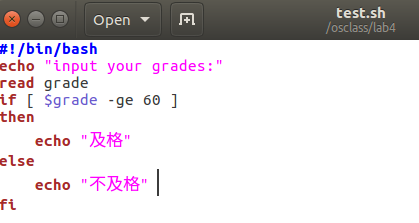 Open
test.sh
/osclass/lab4
#!/bin/bash
echo "input your grades:"
read grade
if [ $grade -ge 60 ]
then
    echo "及格"
else
    echo "不及格"
fi